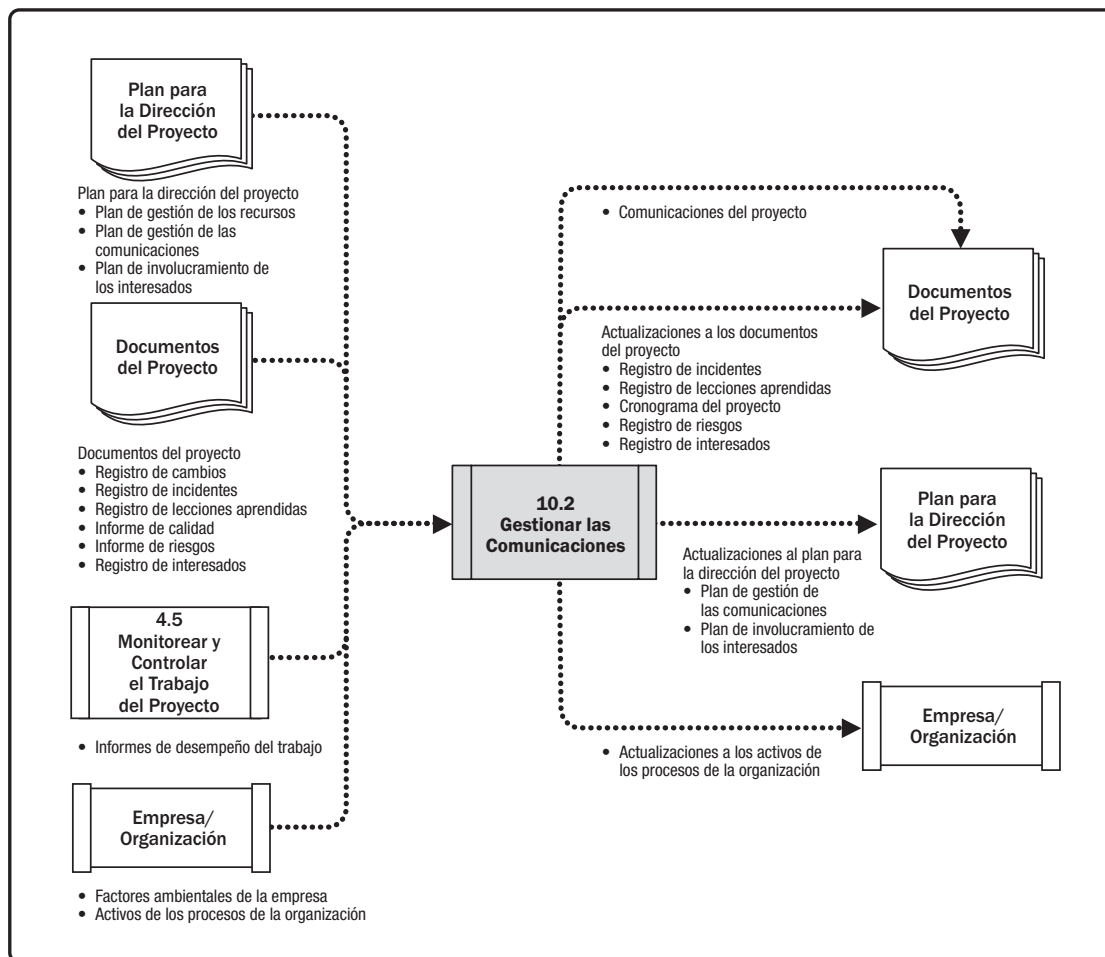 Plan para
la Dirección
del Proyecto
Plan para la dirección del proyecto
• Plan de gestión de los recursos
• Plan de gestión de las
comunicaciones
• Plan de involucramiento de
los interesados
Documentos
del Proyecto
Documentos del proyecto
• Registro de cambios
• Registro de incidentes
• Registro de lecciones aprendidas
• Informe de calidad
• Informe de riesgos
• Registro de interesados
4.5
Monitorear y
Controlar
el Trabajo
del Proyecto
• Informes de desempeño del trabajo
Empresa/
Organización
• Factores ambientales de la empresa
• Activos de los procesos de la organización
10.2
Gestionar las
Comunicaciones
• Comunicaciones del proyecto
Documentos
del Proyecto
Actualizaciones a los documentos
del proyecto
• Registro de incidentes
• Registro de lecciones aprendidas
• Cronograma del proyecto
• Registro de riesgos
• Registro de interesados
Plan para
la Dirección
del Proyecto
Actualizaciones al plan para
la dirección del proyecto
• Plan de gestión de
las comunicaciones
• Plan de involucramiento de
los interesados
Empresa/
Organización
• Actualizaciones a los activos de
los procesos de la organización